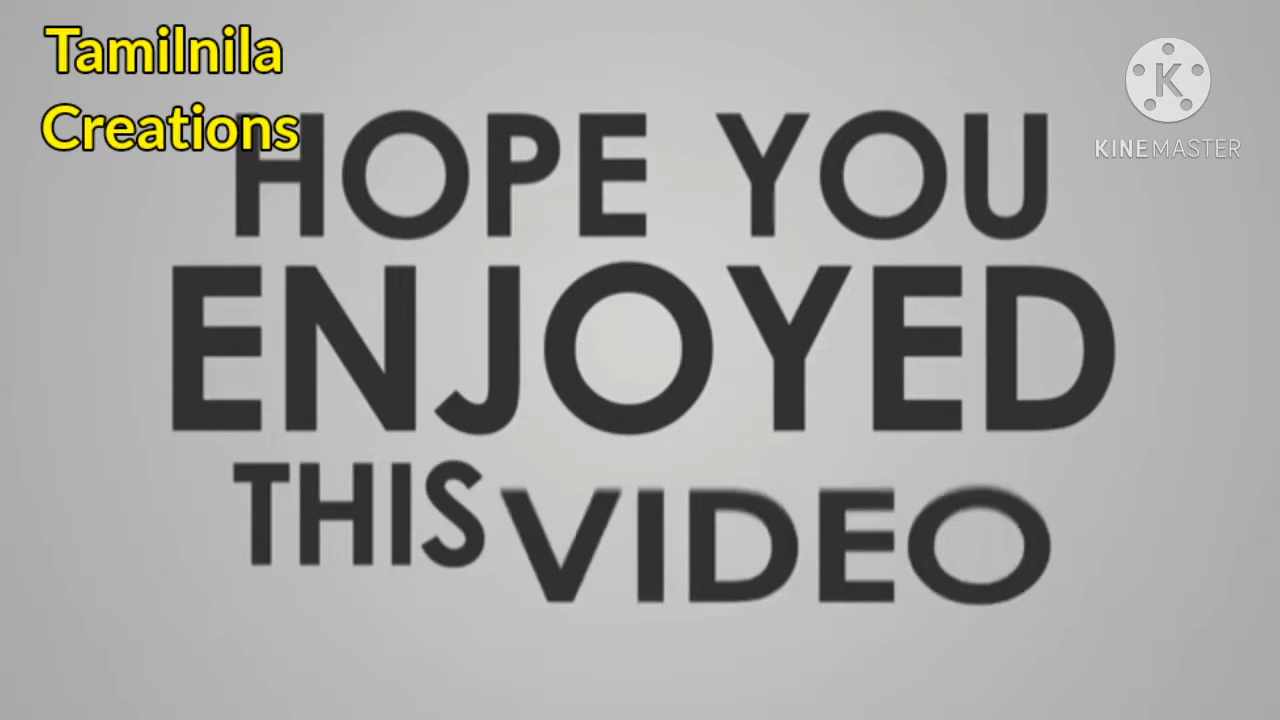 Tamilnila
Creations
HOPE YOU
ENJOYED
THIS VIDEO
KINEMASTER